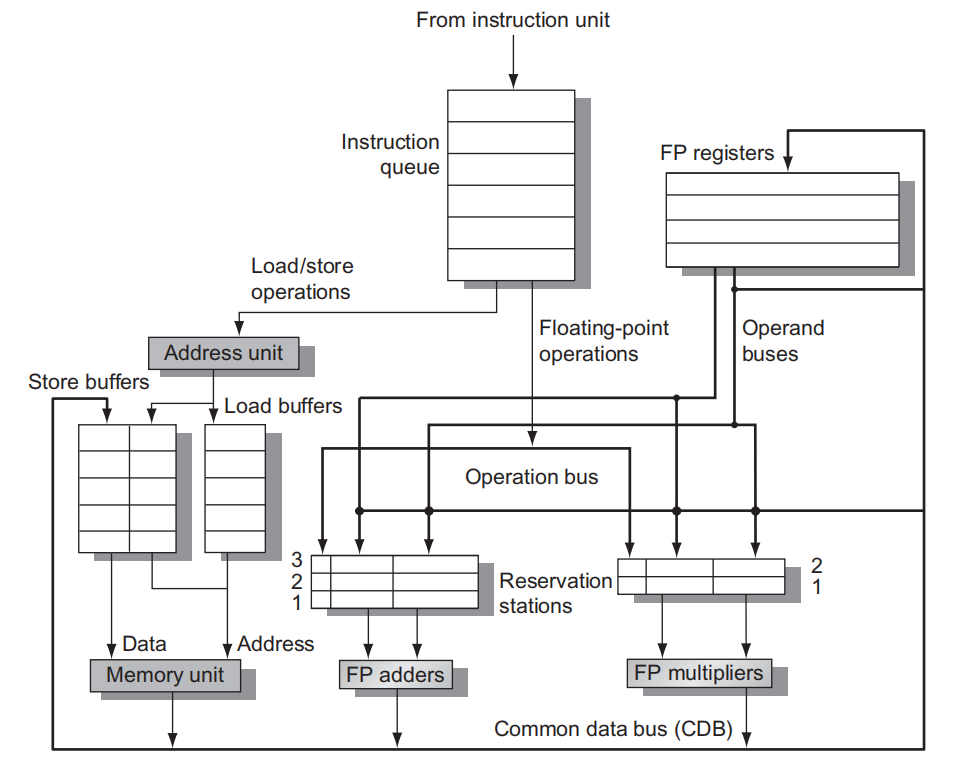 From instruction unit
Instruction
queue
FP registers
Load/store
operations
Floating-point
operations
Operand
buses
Address unit
Store buffers
Load buffers
Operation bus
3
2
1
Reservation
stations
2
1
Data
Address
Memory unit
FP adders
FP multipliers
Common data bus (CDB)